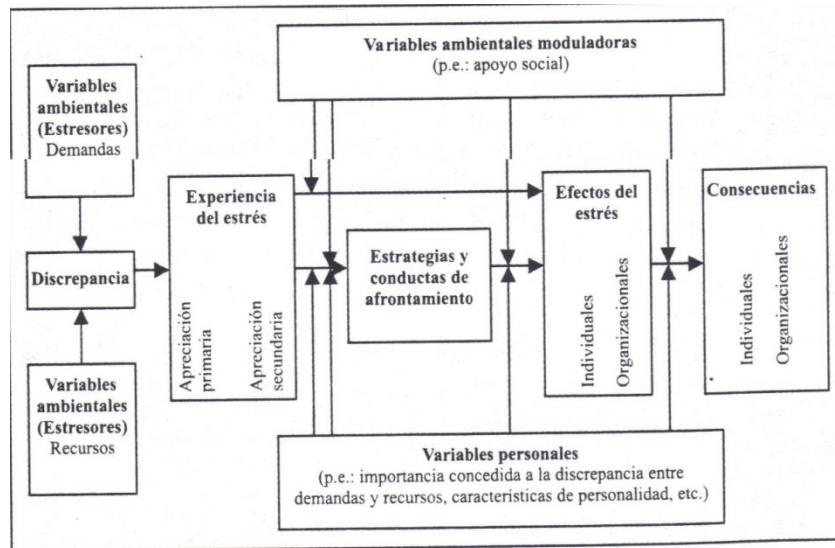 Variables ambientales moduladoras
(p.e.: apoyo social)
Variables
ambientales
(Estresores)
Demandas
Discrepancia
Variables
ambientales
(Estresores)
Recursos
Experiencia
del estrés
Apreciación
primaria
Apreciación
secundaria
Estrategias y
conductas de
afrontamiento
Efectos del
estrés
Individuales
Organizacionales
Consecuencias
Individuales
Organizacionales
Variables personales
(p.e.: importancia concedida a la discrepancia entre
demandas y recursos, características de personalidad, etc.)